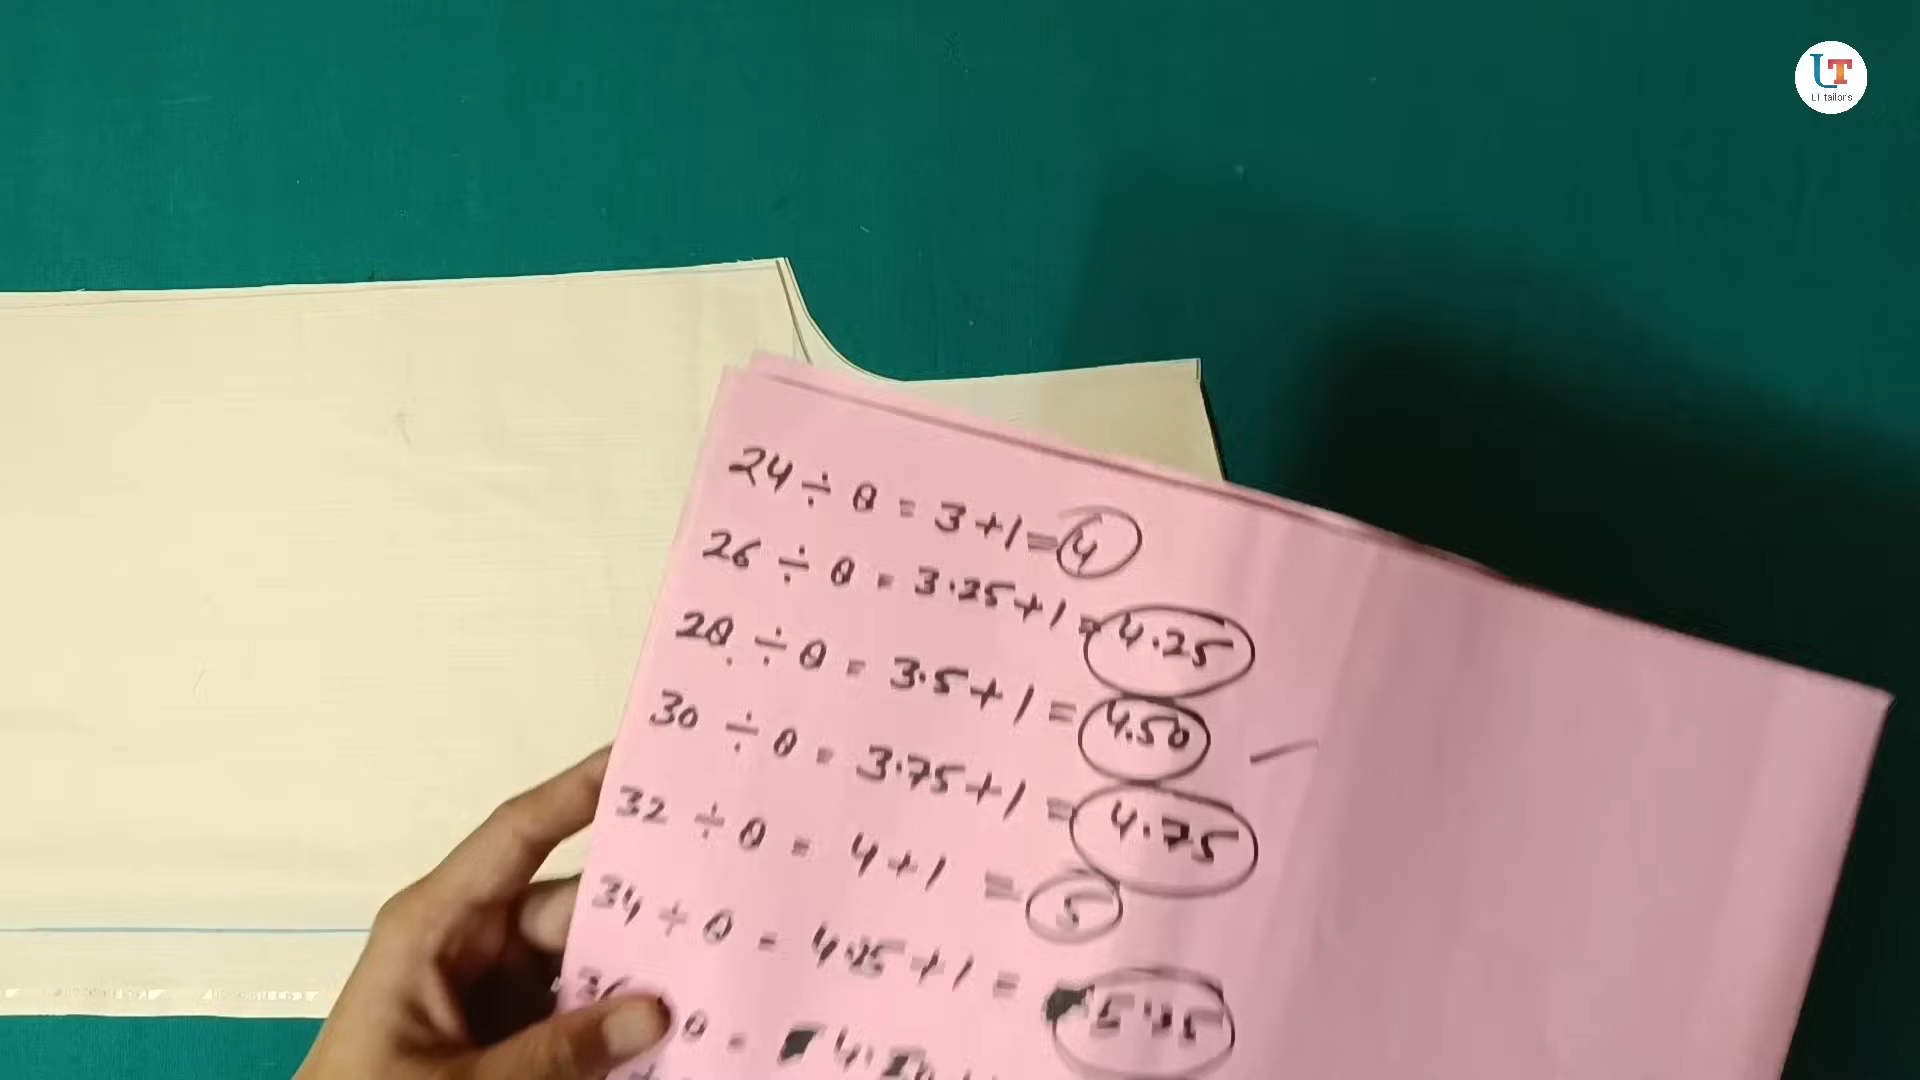 LT tailors
24 ÷ 8 = 3+1= 4
26 ÷ 8 = 3.25+1 = 4.25
28 ÷ 8 = 3.5+1 = 4.50
30 ÷ 8 = 3.75+1 = 4.75
32 ÷ 8 = 4+1 = 5
34 ÷ 8 = 4.25+1 = 5.25
8 =